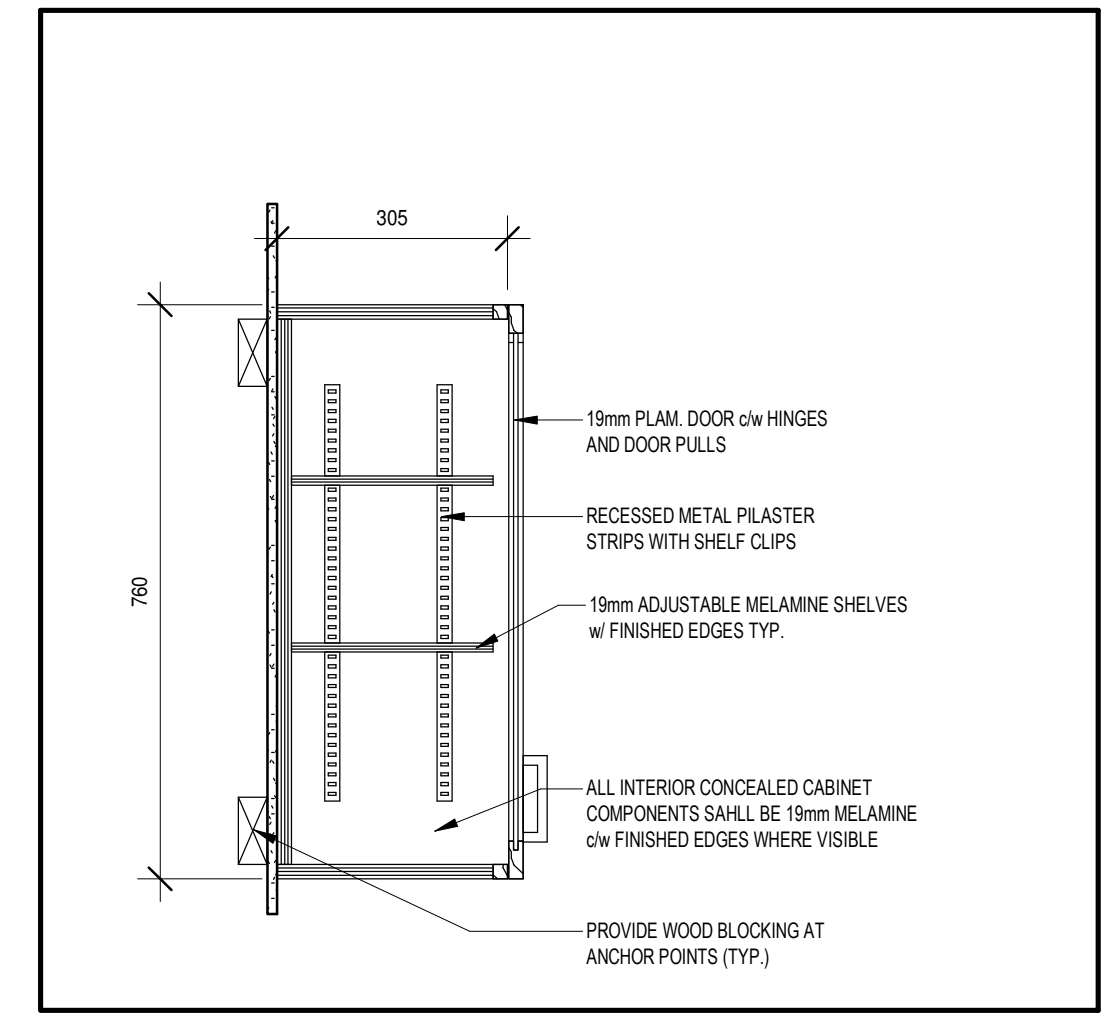 305
760
19mm PLAM. DOOR c/w HINGES
AND DOOR PULLS
RECESSED METAL PILASTER
STRIPS WITH SHELF CLIPS
19mm ADJUSTABLE MELAMINE SHELVES
w/ FINISHED EDGES TYP.
ALL INTERIOR CONCEALED CABINET
COMPONENTS SAHLL BE 19mm MELAMINE
c/w FINISHED EDGES WHERE VISIBLE
PROVIDE WOOD BLOCKING AT
ANCHOR POINTS (TYP.)